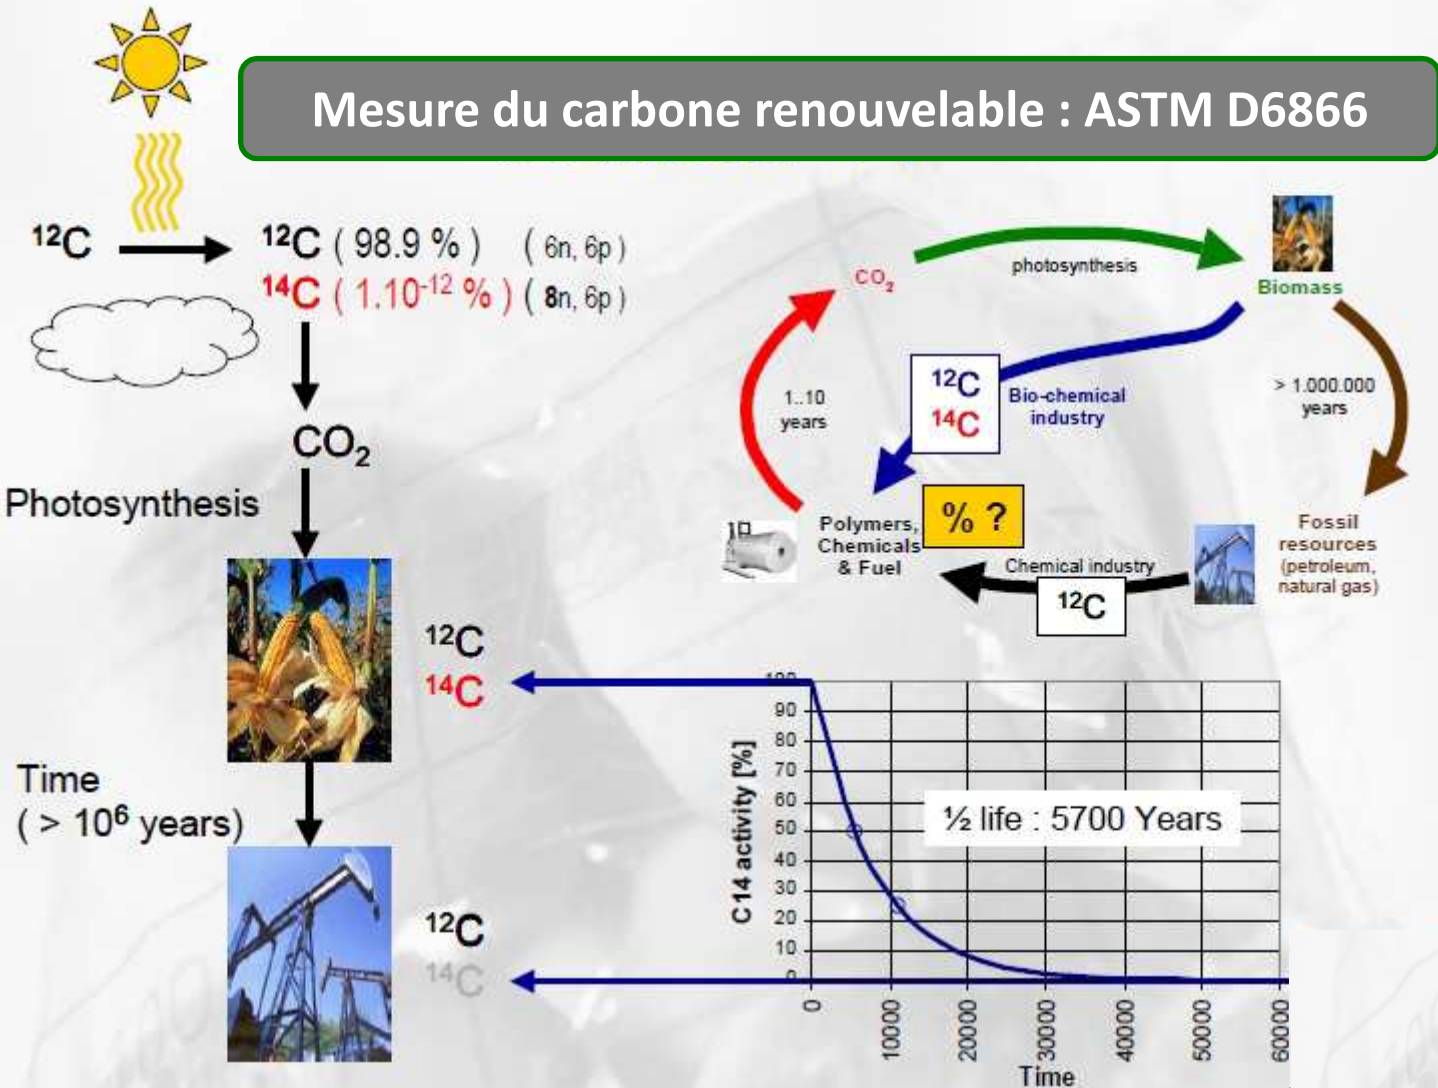 Mesure du carbone renouvelable : ASTM D6866
¹²C
¹²C ( 98.9 % ) ( 6n, 6p )
¹⁴C ( 1.10⁻¹² % ) ( 8n, 6p )
CO₂
Photosynthesis
¹²C
¹⁴C
Time
( > 10⁶ years)
¹²C
¹⁴C
CO₂
photosynthesis
Biomass
1..10
years
¹²C
¹⁴C
Bio-chemical
industry
> 1.000.000
years
Polymers,
Chemicals
& Fuel
% ?
Chemical industry
¹²C
Fossil
resources
(petroleum,
natural gas)
C14 activity [%]
100
90
80
70
60
50
40
30
20
10
0
½ life : 5700 Years
0
10000
20000
30000
40000
50000
60000
Time